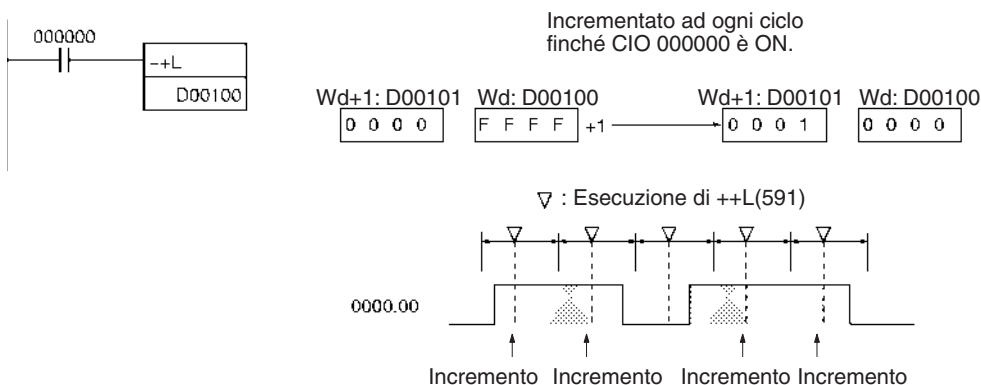 Incrementato ad ogni ciclo
finché CIO 000000 è ON.
000000
-+L
D00100
Wd+1: D00101 Wd: D00100 Wd+1: D00101 Wd: D00100
0 0 0 0 F F F F +1 0 0 0 1 0 0 0 0
▽ : Esecuzione di ++L(591)
0000.00
Incremento Incremento Incremento Incremento